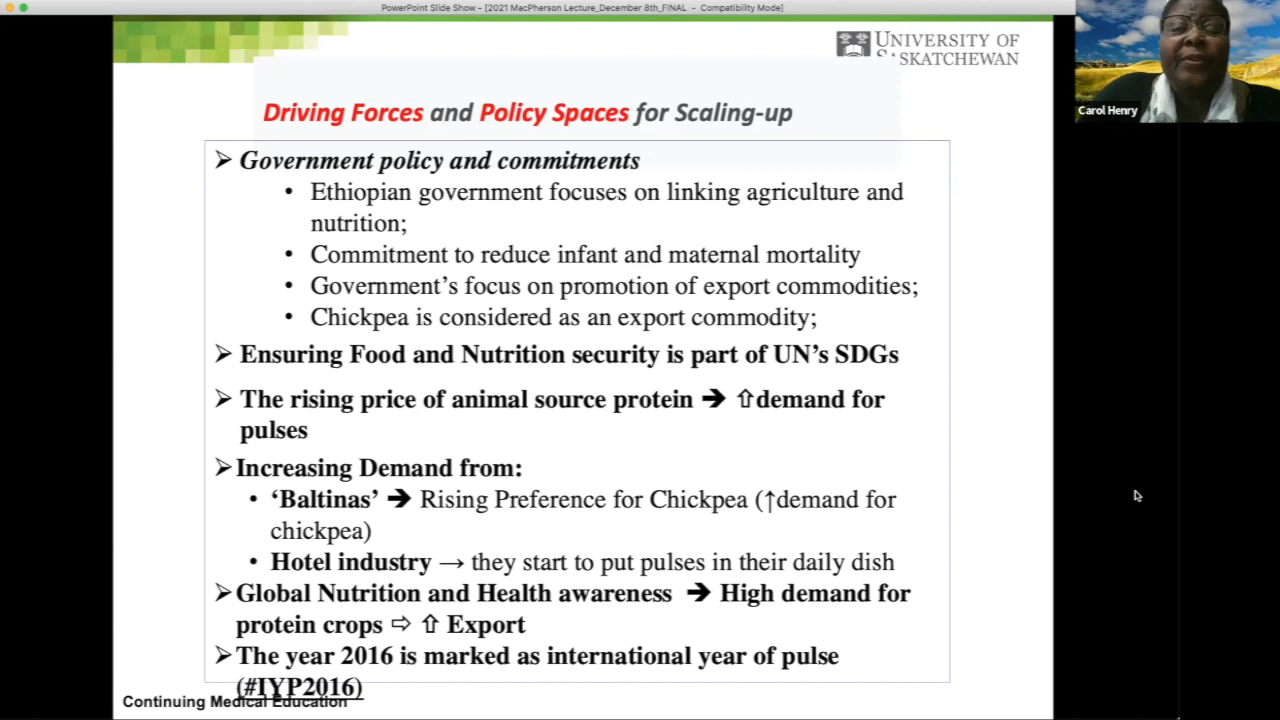 PowerPoint Slide Show - [2021 MacPherson Lecture_December 8th_FINAL - Compatibility Mode]
UNIVERSITY OF
SASKATCHEWAN
Carol Henry
Driving Forces and Policy Spaces for Scaling-up
➢ Government policy and commitments
• Ethiopian government focuses on linking agriculture and
nutrition;
• Commitment to reduce infant and maternal mortality
• Government's focus on promotion of export commodities;
• Chickpea is considered as an export commodity;
➢ Ensuring Food and Nutrition security is part of UN's SDGs
➢ The rising price of animal source protein ➔ ⇧demand for
pulses
➢Increasing Demand from:
• 'Baltinas' ➔ Rising Preference for Chickpea (↑demand for
chickpea)
• Hotel industry → they start to put pulses in their daily dish
➢Global Nutrition and Health awareness ➔ High demand for
protein crops ⇨ ⇧ Export
➢The year 2016 is marked as international year of pulse
(#IYP2016)
Continuing Medical Education